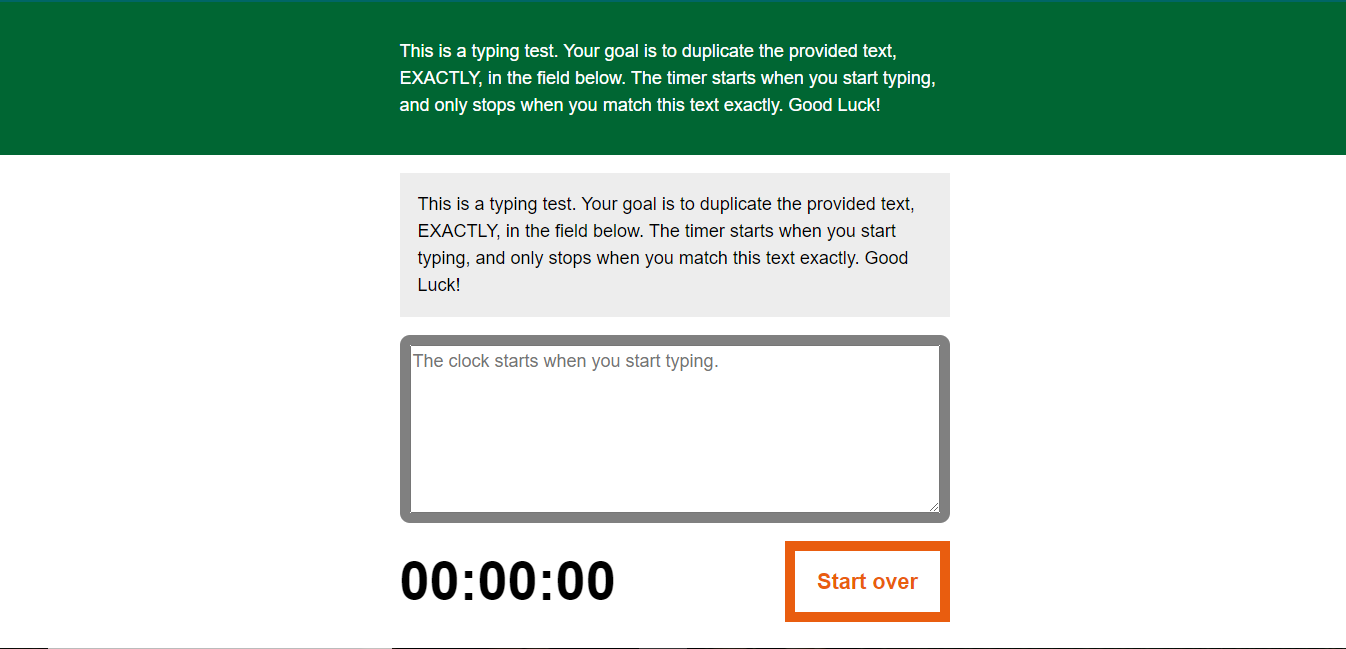 This is a typing test. Your goal is to duplicate the provided text,
EXACTLY, in the field below. The timer starts when you start typing,
and only stops when you match this text exactly. Good Luck!
This is a typing test. Your goal is to duplicate the provided text,
EXACTLY, in the field below. The timer starts when you start
typing, and only stops when you match this text exactly. Good
Luck!
The clock starts when you start typing.
00:00:00
Start over